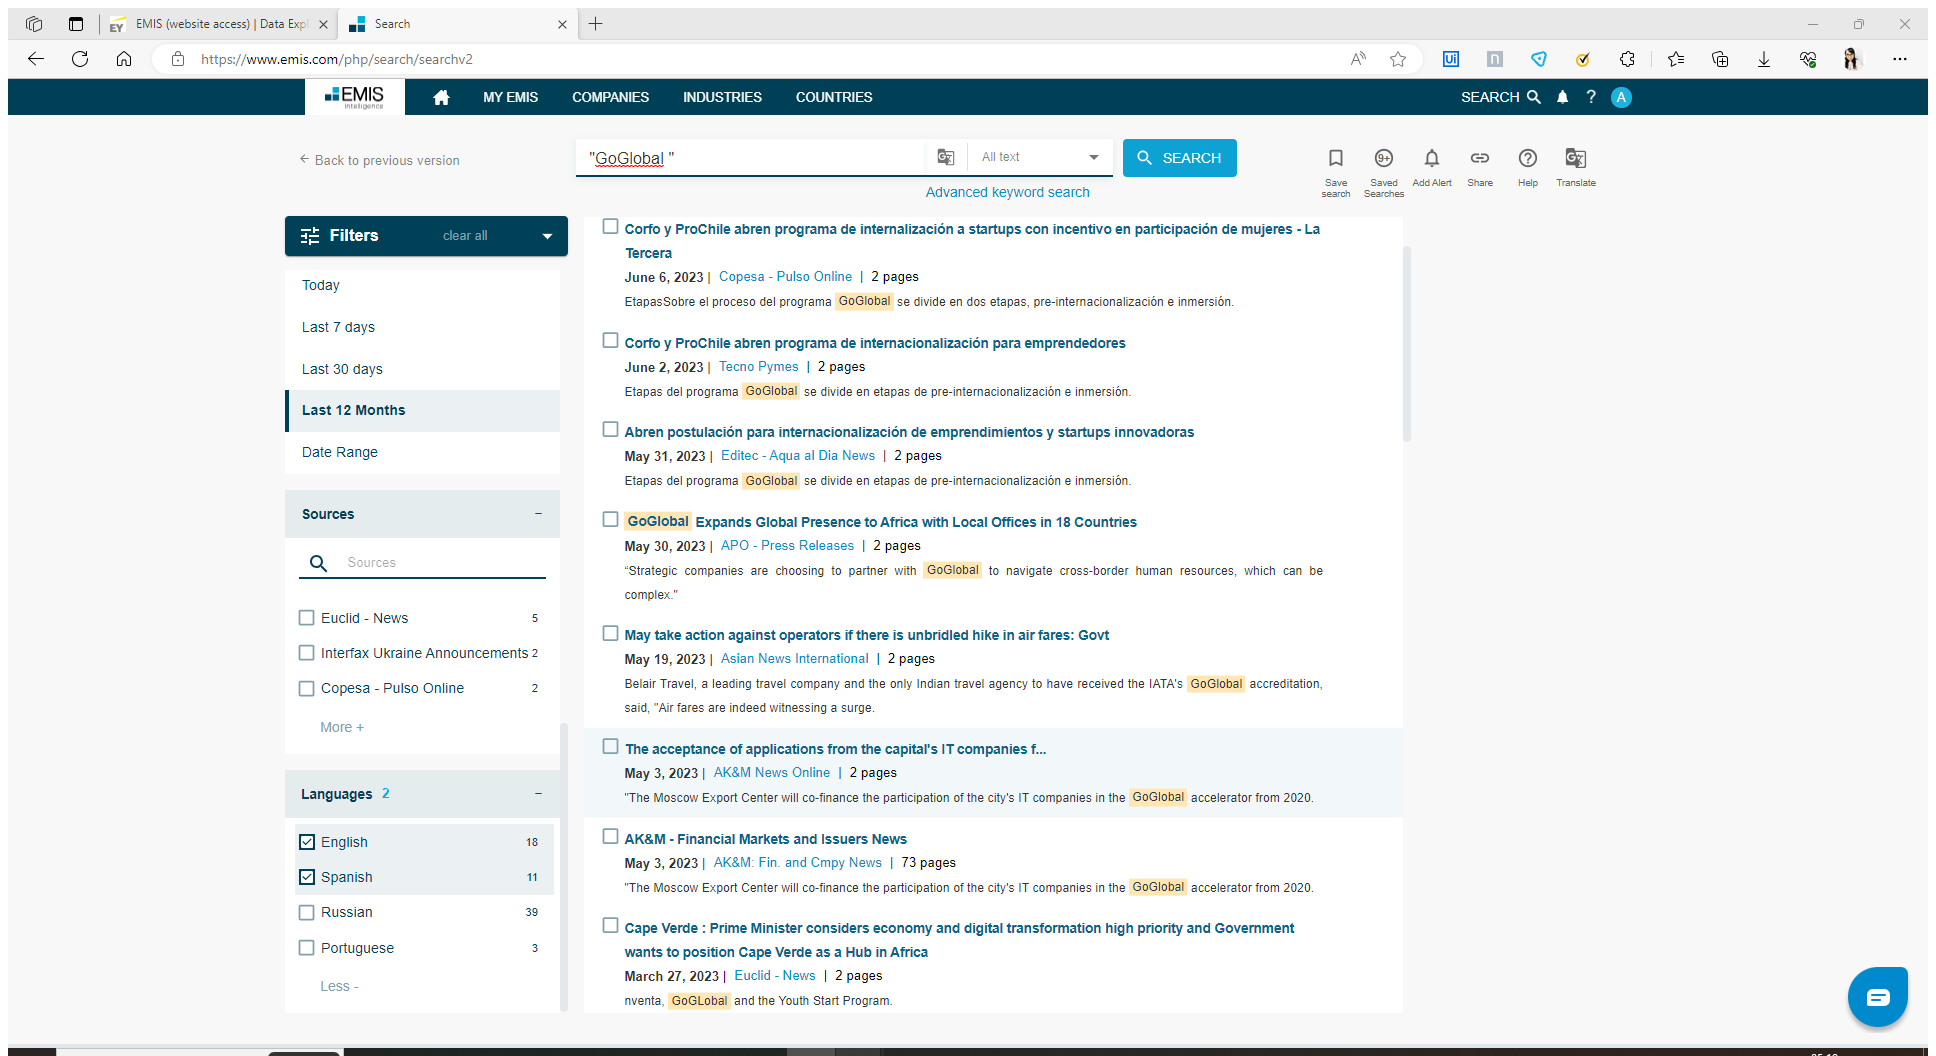 EMIS (website access) | Data Exp
Search
https://www.emis.com/php/search/searchv2
EMIS
Intelligence
MY EMIS
COMPANIES
INDUSTRIES
COUNTRIES
SEARCH
?
A
Back to previous version
"GoGlobal "
All text
SEARCH
Advanced keyword search
Save search
9+
Saved Searches
Add Alert
Share
Help
Translate
Filters
clear all
Today
Last 7 days
Last 30 days
Last 12 Months
Date Range
Sources
Sources
Euclid - News 5
Interfax Ukraine Announcements 2
Copesa - Pulso Online 2
More +
Languages 2
English 18
Spanish 11
Russian 39
Portuguese 3
Less -
Corfo y ProChile abren programa de internalización a startups con incentivo en participación de mujeres - La
Tercera
June 6, 2023 | Copesa - Pulso Online | 2 pages
EtapasSobre el proceso del programa GoGlobal se divide en dos etapas, pre-internacionalización e inmersión.
Corfo y ProChile abren programa de internacionalización para emprendedores
June 2, 2023 | Tecno Pymes | 2 pages
Etapas del programa GoGlobal se divide en etapas de pre-internacionalización e inmersión.
Abren postulación para internacionalización de emprendimientos y startups innovadoras
May 31, 2023 | Editec - Aqua al Dia News | 2 pages
Etapas del programa GoGlobal se divide en etapas de pre-internacionalización e inmersión.
GoGlobal Expands Global Presence to Africa with Local Offices in 18 Countries
May 30, 2023 | APO - Press Releases | 2 pages
“Strategic companies are choosing to partner with GoGlobal to navigate cross-border human resources, which can be
complex."
May take action against operators if there is unbridled hike in air fares: Govt
May 19, 2023 | Asian News International | 2 pages
Belair Travel, a leading travel company and the only Indian travel agency to have received the IATA's GoGlobal accreditation,
said, "Air fares are indeed witnessing a surge.
The acceptance of applications from the capital's IT companies f...
May 3, 2023 | AK&M News Online | 2 pages
"The Moscow Export Center will co-finance the participation of the city's IT companies in the GoGlobal accelerator from 2020.
AK&M - Financial Markets and Issuers News
May 3, 2023 | AK&M: Fin. and Cmpy News | 73 pages
"The Moscow Export Center will co-finance the participation of the city's IT companies in the GoGlobal accelerator from 2020.
Cape Verde : Prime Minister considers economy and digital transformation high priority and Government
wants to position Cape Verde as a Hub in Africa
March 27, 2023 | Euclid - News | 2 pages
nventa, GoGLobal and the Youth Start Program.